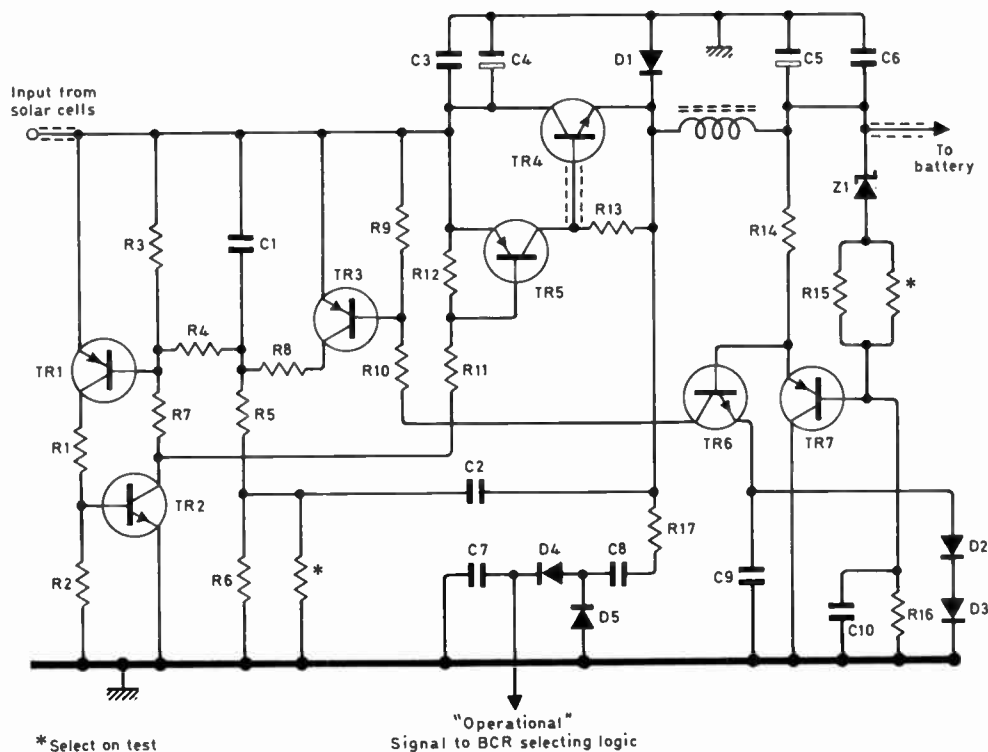 C3
C4
D1
C5
C6
Input from
solar cells
TR4
To
battery
Z1
R3
C1
R9
R13
R14
TR3
R12
TR5
R15
*
R4
R8
TR1
R10
R11
R7
R5
TR6
TR7
R1
TR2
C2
R17
D2
R2
R6
*
C7
D4
C8
C9
D5
C10
R16
D3
"Operational"
Signal to BCR selecting logic
*Select on test